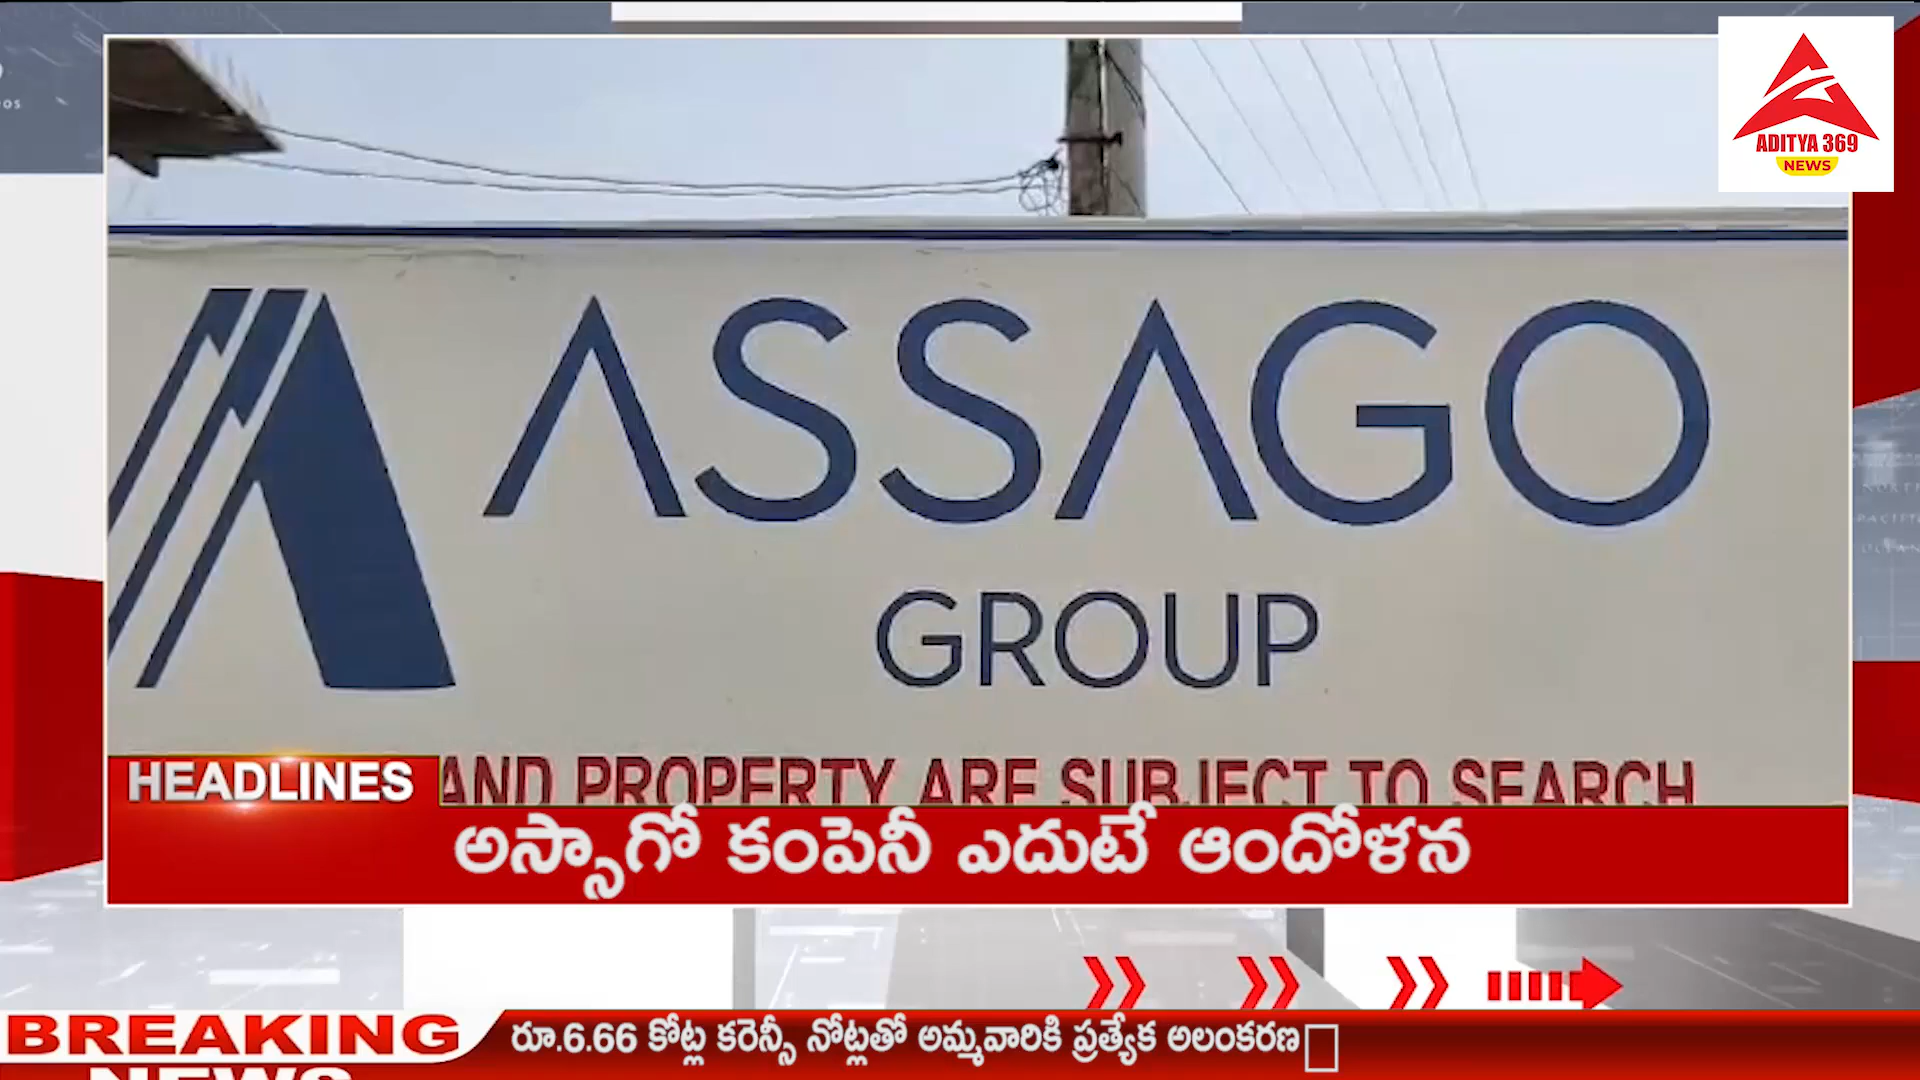 ADITYA 369
NEWS
ASSAGO
GROUP
AND PROPERTY ARE SUBJECT TO SEARCH
HEADLINES
అస్సాగో కంపెనీ ఎదుటే ఆందోళన
BREAKING
NEWS
రూ.6.66 కోట్ల కరెన్సీ నోట్లతో అమ్మవారికి ప్రత్యేక అలంకరణ